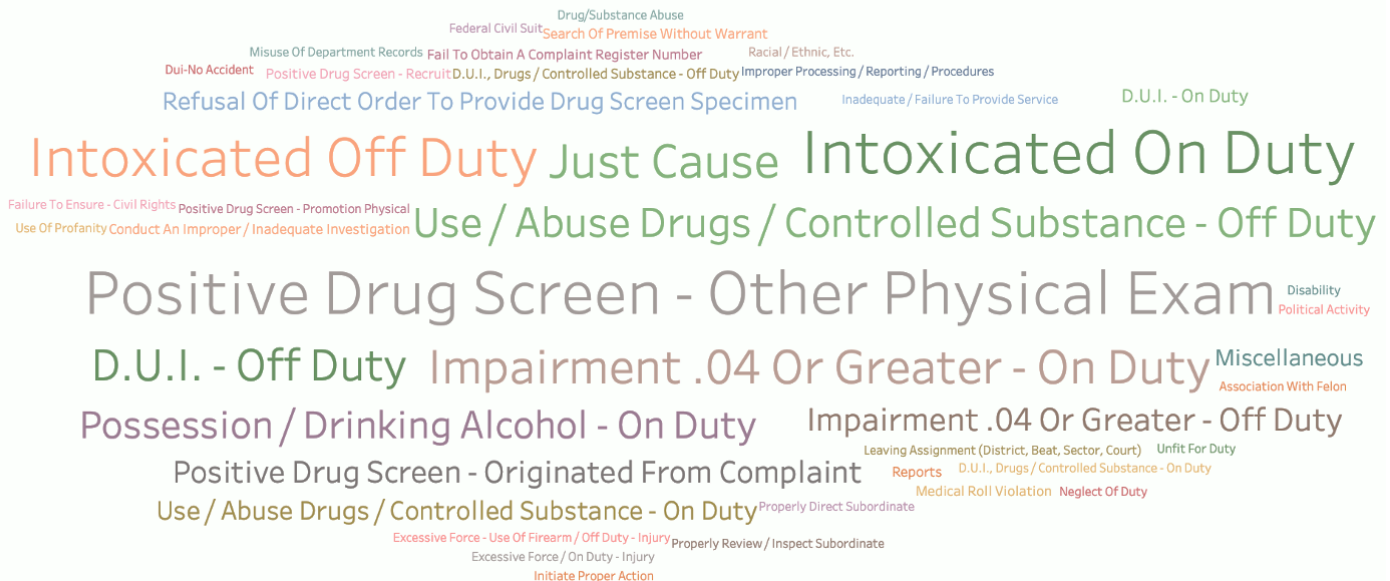 Drug/Substance Abuse
Federal Civil Suit Search Of Premise Without Warrant
Misuse Of Department Records Fail To Obtain A Complaint Register Number Racial / Ethnic, Etc.
Dui-No Accident Positive Drug Screen - Recruit D.U.I., Drugs / Controlled Substance - Off Duty Improper Processing / Reporting / Procedures
Refusal Of Direct Order To Provide Drug Screen Specimen Inadequate / Failure To Provide Service D.U.I. - On Duty
Intoxicated Off Duty Just Cause Intoxicated On Duty
Failure To Ensure - Civil Rights Positive Drug Screen - Promotion Physical
Use Of Profanity Conduct An Improper / Inadequate Investigation
Use / Abuse Drugs / Controlled Substance - Off Duty
Positive Drug Screen - Other Physical Exam
Disability
Political Activity
D.U.I. - Off Duty Impairment .04 Or Greater - On Duty Miscellaneous
Association With Felon
Possession / Drinking Alcohol - On Duty Impairment .04 Or Greater - Off Duty
Leaving Assignment (District, Beat, Sector, Court) Unfit For Duty
Positive Drug Screen - Originated From Complaint Reports D.U.I., Drugs / Controlled Substance - On Duty
Medical Roll Violation Neglect Of Duty
Use / Abuse Drugs / Controlled Substance - On Duty Properly Direct Subordinate
Excessive Force - Use Of Firearm / Off Duty - Injury Properly Review / Inspect Subordinate
Excessive Force / On Duty - Injury
Initiate Proper Action